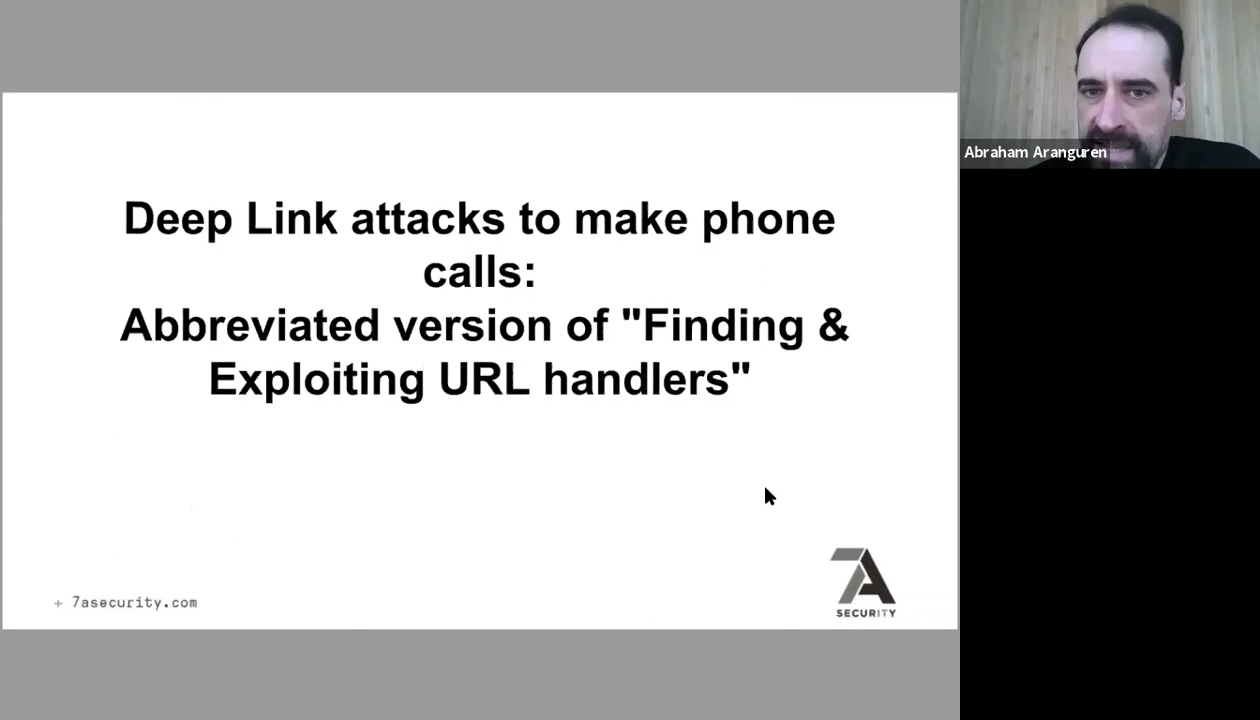 Deep Link attacks to make phone
calls:
Abbreviated version of "Finding &
Exploiting URL handlers"
+ 7asecurity.com
7A
SECURITY
Abraham Aranguren